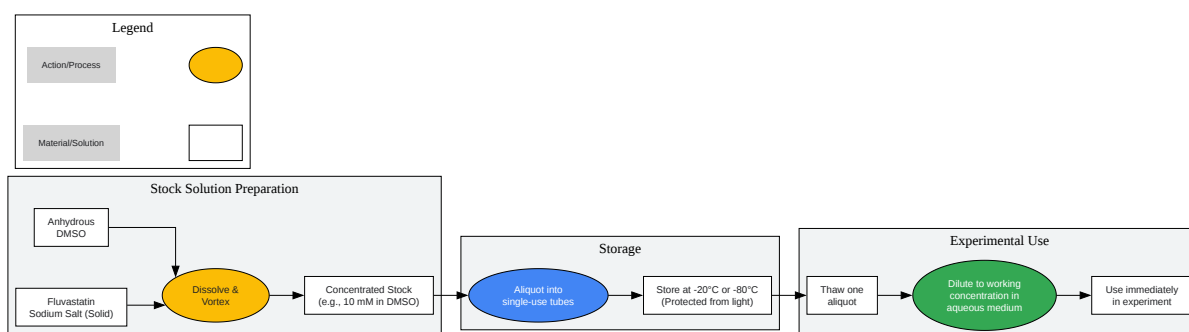 Legend
Action/Process
Material/Solution
Stock Solution Preparation
Anhydrous
DMSO
Fluvastatin
Sodium Salt (Solid)
Dissolve &
Vortex
Concentrated Stock
(e.g., 10 mM in DMSO)
Storage
Aliquot into
single-use tubes
Store at -20°C or -80°C
(Protected from light)
Experimental Use
Thaw one
aliquot
Dilute to working
concentration in
aqueous medium
Use immediately
in experiment